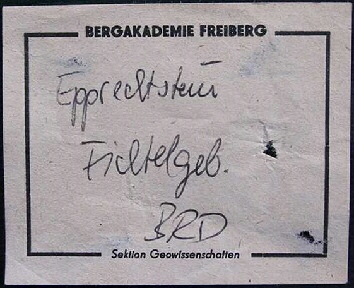 BERGAKADEMIE FREIBERG
Epprechtstein
Fichtelgeb.
BRD
Sektion Geowissenschaften